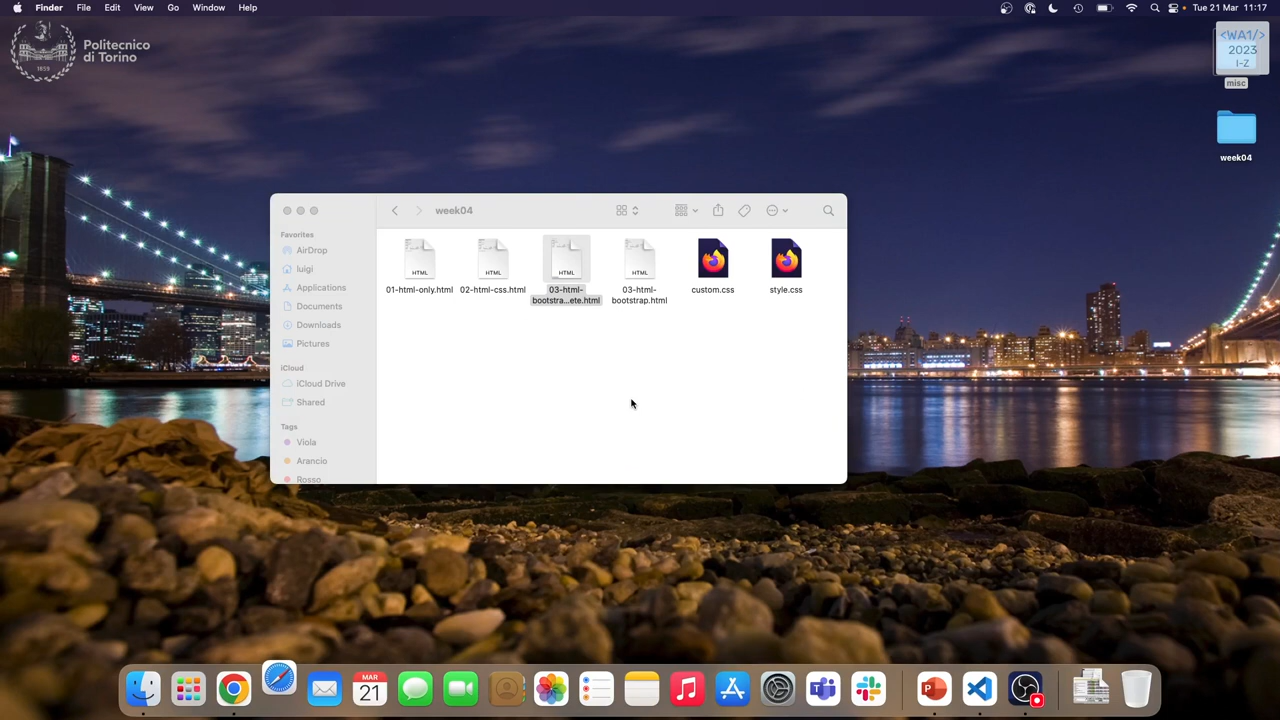 Finder File Edit View Go Window Help
Tue 21 Mar 11:17
Politecnico
di Torino
1859
<WA1/>
2023
I-Z
misc
week04
week04
Favorites
AirDrop
luigi
Applications
Documents
Downloads
Pictures
iCloud
iCloud Drive
Shared
Tags
Viola
Arancio
Rosso
HTML
01-html-only.html
HTML
02-html-css.html
HTML
03-html-
bootstra...ete.html
HTML
03-html-
bootstrap.html
custom.css
style.css
MAR
21